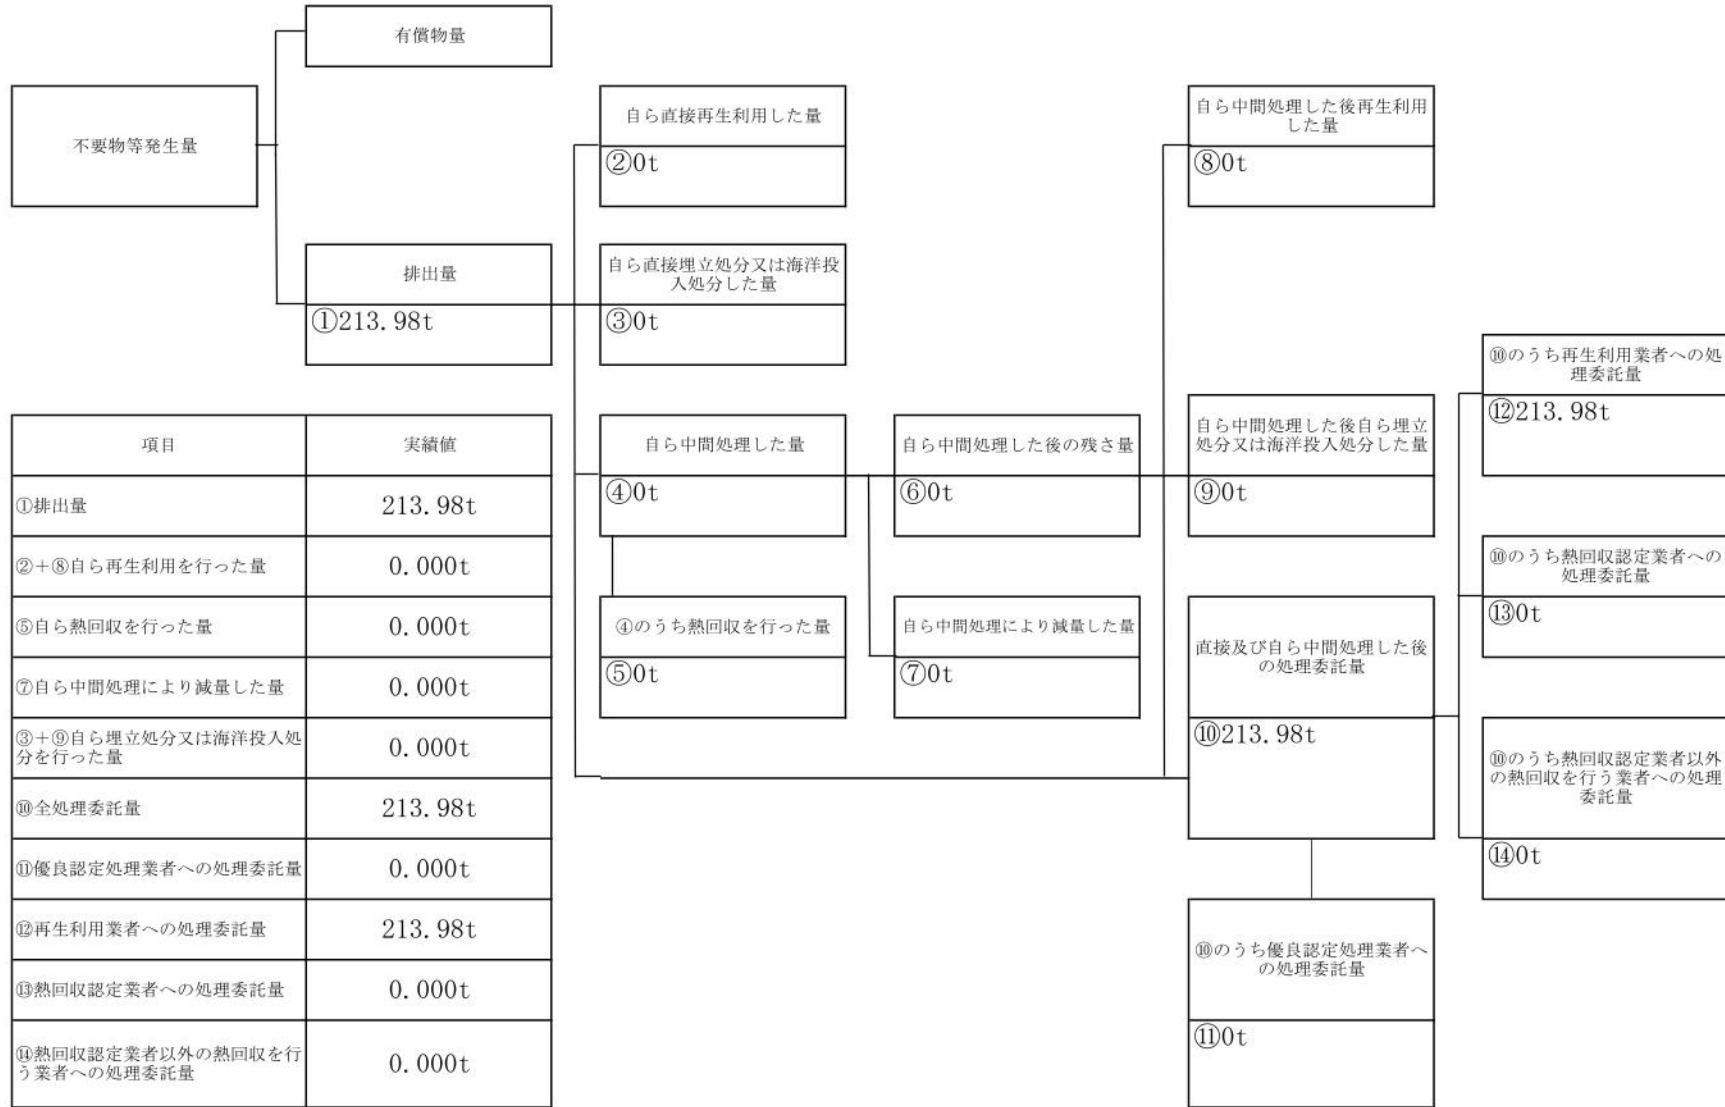 有償物量
不要物等発生量
排出量
①213.98t
自ら直接再生利用した量
②0t
自ら直接埋立処分又は海洋投
入処分した量
③0t
自ら中間処理した量
④0t
④のうち熱回収を行った量
⑤0t
自ら中間処理した後の残さ量
⑥0t
自ら中間処理により減量した量
⑦0t
自ら中間処理した後再生利用
した量
⑧0t
自ら中間処理した後自ら埋立
処分又は海洋投入処分した量
⑨0t
直接及び自ら中間処理した後
の処理委託量
⑩213.98t
⑩のうち優良認定処理業者へ
の処理委託量
⑪0t
⑩のうち再生利用業者への処
理委託量
⑫213.98t
⑩のうち熱回収認定業者への
処理委託量
⑬0t
⑩のうち熱回収認定業者以外
の熱回収を行う業者への処理
委託量
⑭0t
項目 実績値
①排出量 213.98t
②＋⑧自ら再生利用を行った量 0.000t
⑤自ら熱回収を行った量 0.000t
⑦自ら中間処理により減量した量 0.000t
③＋⑨自ら埋立処分又は海洋投入処
分を行った量 0.000t
⑩全処理委託量 213.98t
⑪優良認定処理業者への処理委託量 0.000t
⑫再生利用業者への処理委託量 213.98t
⑬熱回収認定業者への処理委託量 0.000t
⑭熱回収認定業者以外の熱回収を行
う業者への処理委託量 0.000t